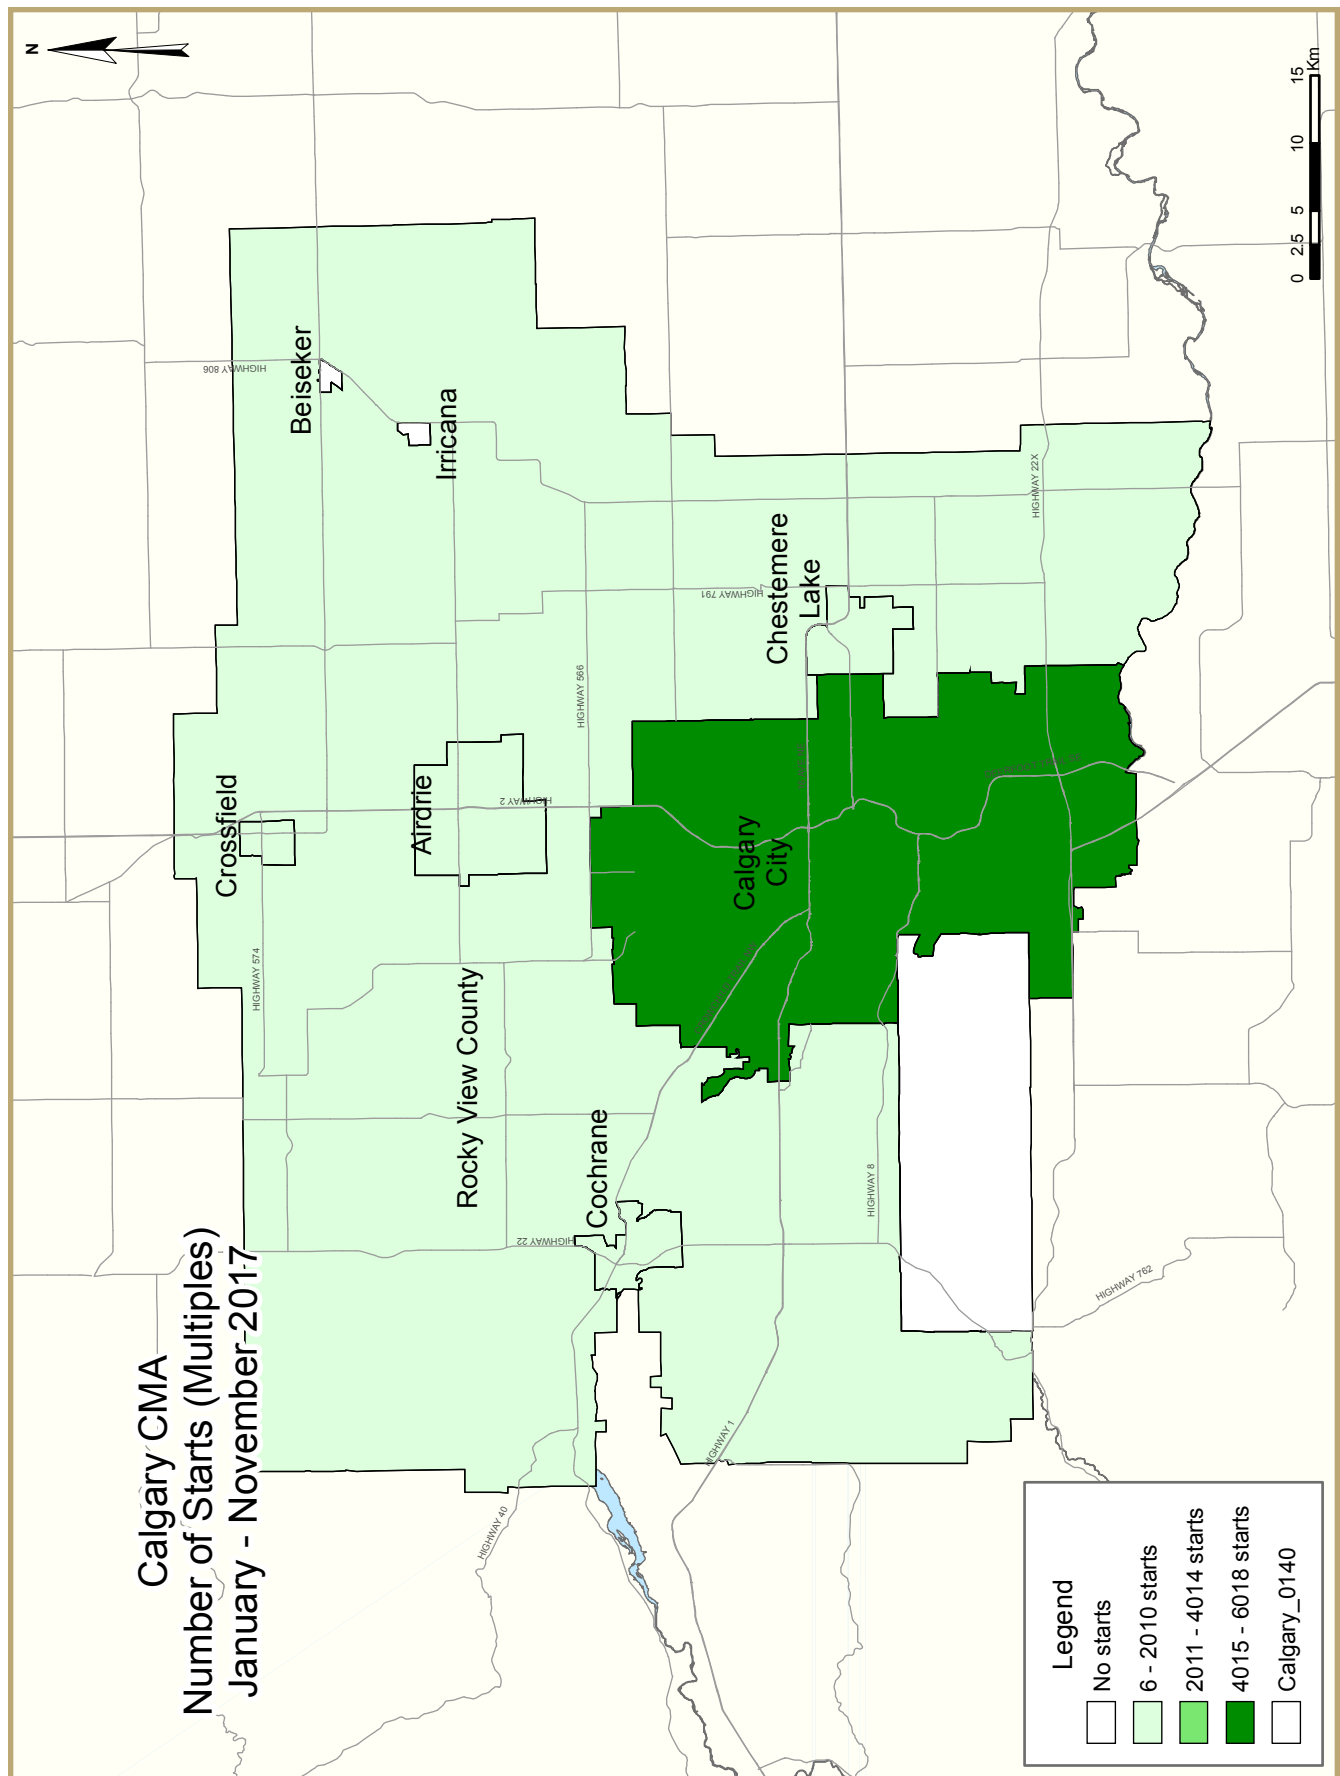 Calgary CMA
Number of Starts (Multiples)
January - November 2017
N
Crossfield
Beiseker
Irricana
Airdrie
Rocky View County
Cochrane
Calgary
City
Chestemere
Lake
HIGHWAY 574
HIGHWAY 806
HIGHWAY 2
HIGHWAY 566
HIGHWAY 791
HIGHWAY 22
HIGHWAY 40
HIGHWAY 1
HIGHWAY 8
HIGHWAY 22X
HIGHWAY 762
Legend
No starts
6 - 2010 starts
2011 - 4014 starts
4015 - 6018 starts
Calgary_0140
0 2.5 5 10 15
Km